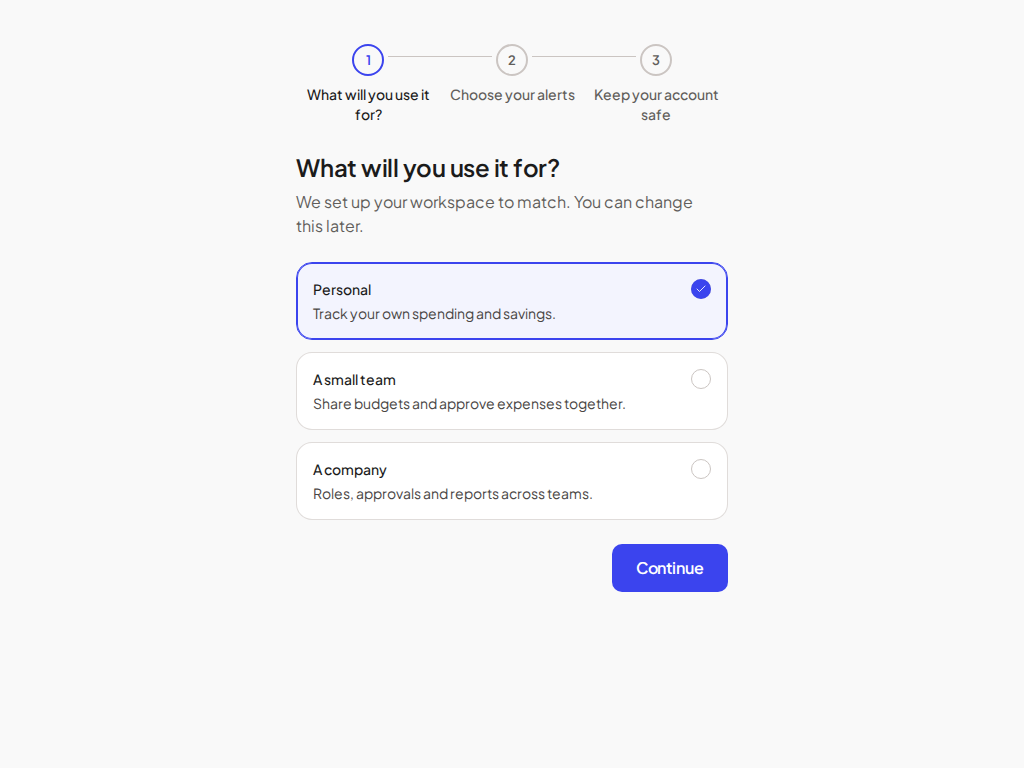 1
2
3
What will you use it
for?
Choose your alerts
Keep your account
safe
What will you use it for?
We set up your workspace to match. You can change
this later.
Personal
Track your own spending and savings.
A small team
Share budgets and approve expenses together.
A company
Roles, approvals and reports across teams.
Continue